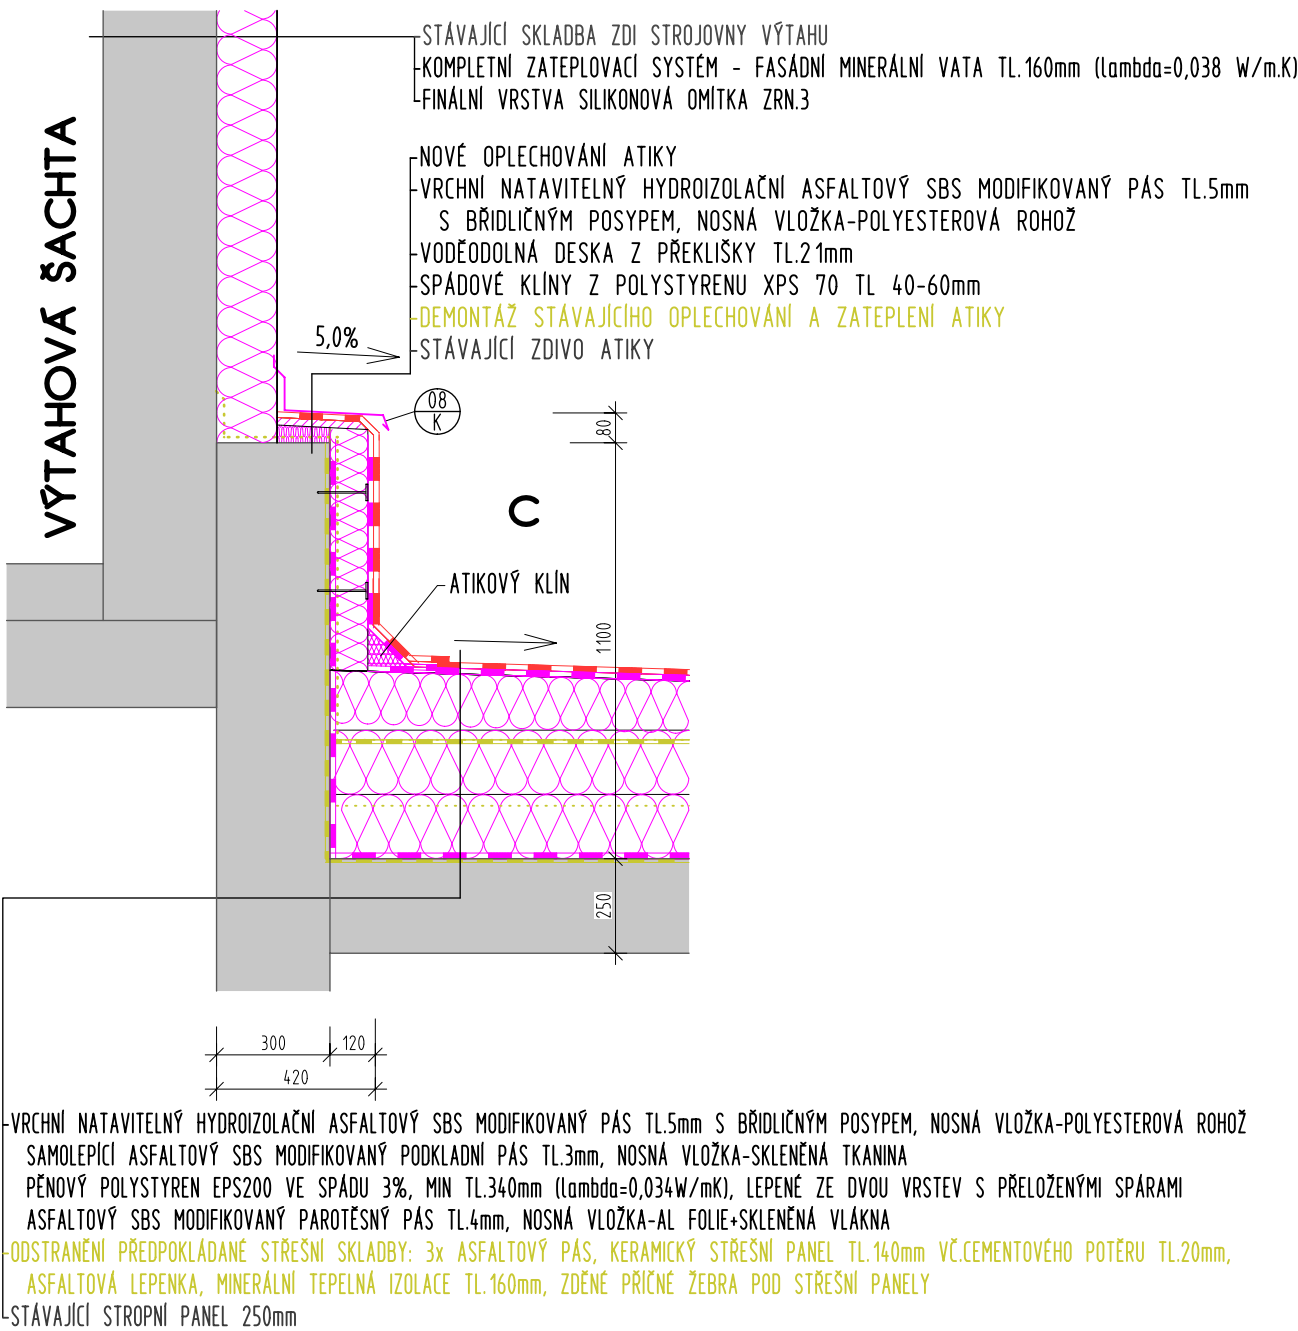 STÁVAJÍCÍ SKLADBA ZDI STROJOVNY VÝTAHU
KOMPLETNÍ ZATEPLOVACÍ SYSTÉM - FASÁDNÍ MINERÁLNÍ VATA TL.160mm (lambda=0,038 W/m.K)
FINÁLNÍ VRSTVA SILIKONOVÁ OMÍTKA ZRN.3
VÝTAHOVÁ ŠACHTA
NOVÉ OPLECHOVÁNÍ ATIKY
VRCHNÍ NATAVITELNÝ HYDROIZOLAČNÍ ASFALTOVÝ SBS MODIFIKOVANÝ PÁS TL.5mm
S BŘIDLIČNÝM POSYPEM, NOSNÁ VLOŽKA-POLYESTEROVÁ ROHOŽ
VODĚODOLNÁ DESKA Z PŘEKLIŠKY TL.21mm
SPÁDOVÉ KLÍNY Z POLYSTYRENU XPS 70 TL 40-60mm
DEMONTÁŽ STÁVAJÍCÍHO OPLECHOVÁNÍ A ZATEPLENÍ ATIKY
STÁVAJÍCÍ ZDIVO ATIKY
5,0%
08
K
80
C
ATIKOVÝ KLÍN
1100
250
300
120
420
VRCHNÍ NATAVITELNÝ HYDROIZOLAČNÍ ASFALTOVÝ SBS MODIFIKOVANÝ PÁS TL.5mm S BŘIDLIČNÝM POSYPEM, NOSNÁ VLOŽKA-POLYESTEROVÁ ROHOŽ
SAMOLEPÍCÍ ASFALTOVÝ SBS MODIFIKOVANÝ PODKLADNÍ PÁS TL.3mm, NOSNÁ VLOŽKA-SKLENĚNÁ TKANINA
PĚNOVÝ POLYSTYREN EPS200 VE SPÁDU 3%, MIN TL.340mm (lambda=0,034W/mK), LEPENÉ ZE DVOU VRSTEV S PŘELOŽENÝMI SPÁRAMI
ASFALTOVÝ SBS MODIFIKOVANÝ PAROTĚSNÝ PÁS TL.4mm, NOSNÁ VLOŽKA-AL FOLIE+SKLENĚNÁ VLÁKNA
ODSTRANĚNÍ PŘEDPOKLÁDANÉ STŘEŠNÍ SKLADBY: 3x ASFALTOVÝ PÁS, KERAMICKÝ STŘEŠNÍ PANEL TL.140mm VČ.CEMENTOVÉHO POTĚRU TL.20mm,
ASFALTOVÁ LEPENKA, MINERÁLNÍ TEPELNÁ IZOLACE TL.160mm, ZDĚNÉ PŘÍČNÉ ŽEBRA POD STŘEŠNÍ PANELY
STÁVAJÍCÍ STROPNÍ PANEL 250mm